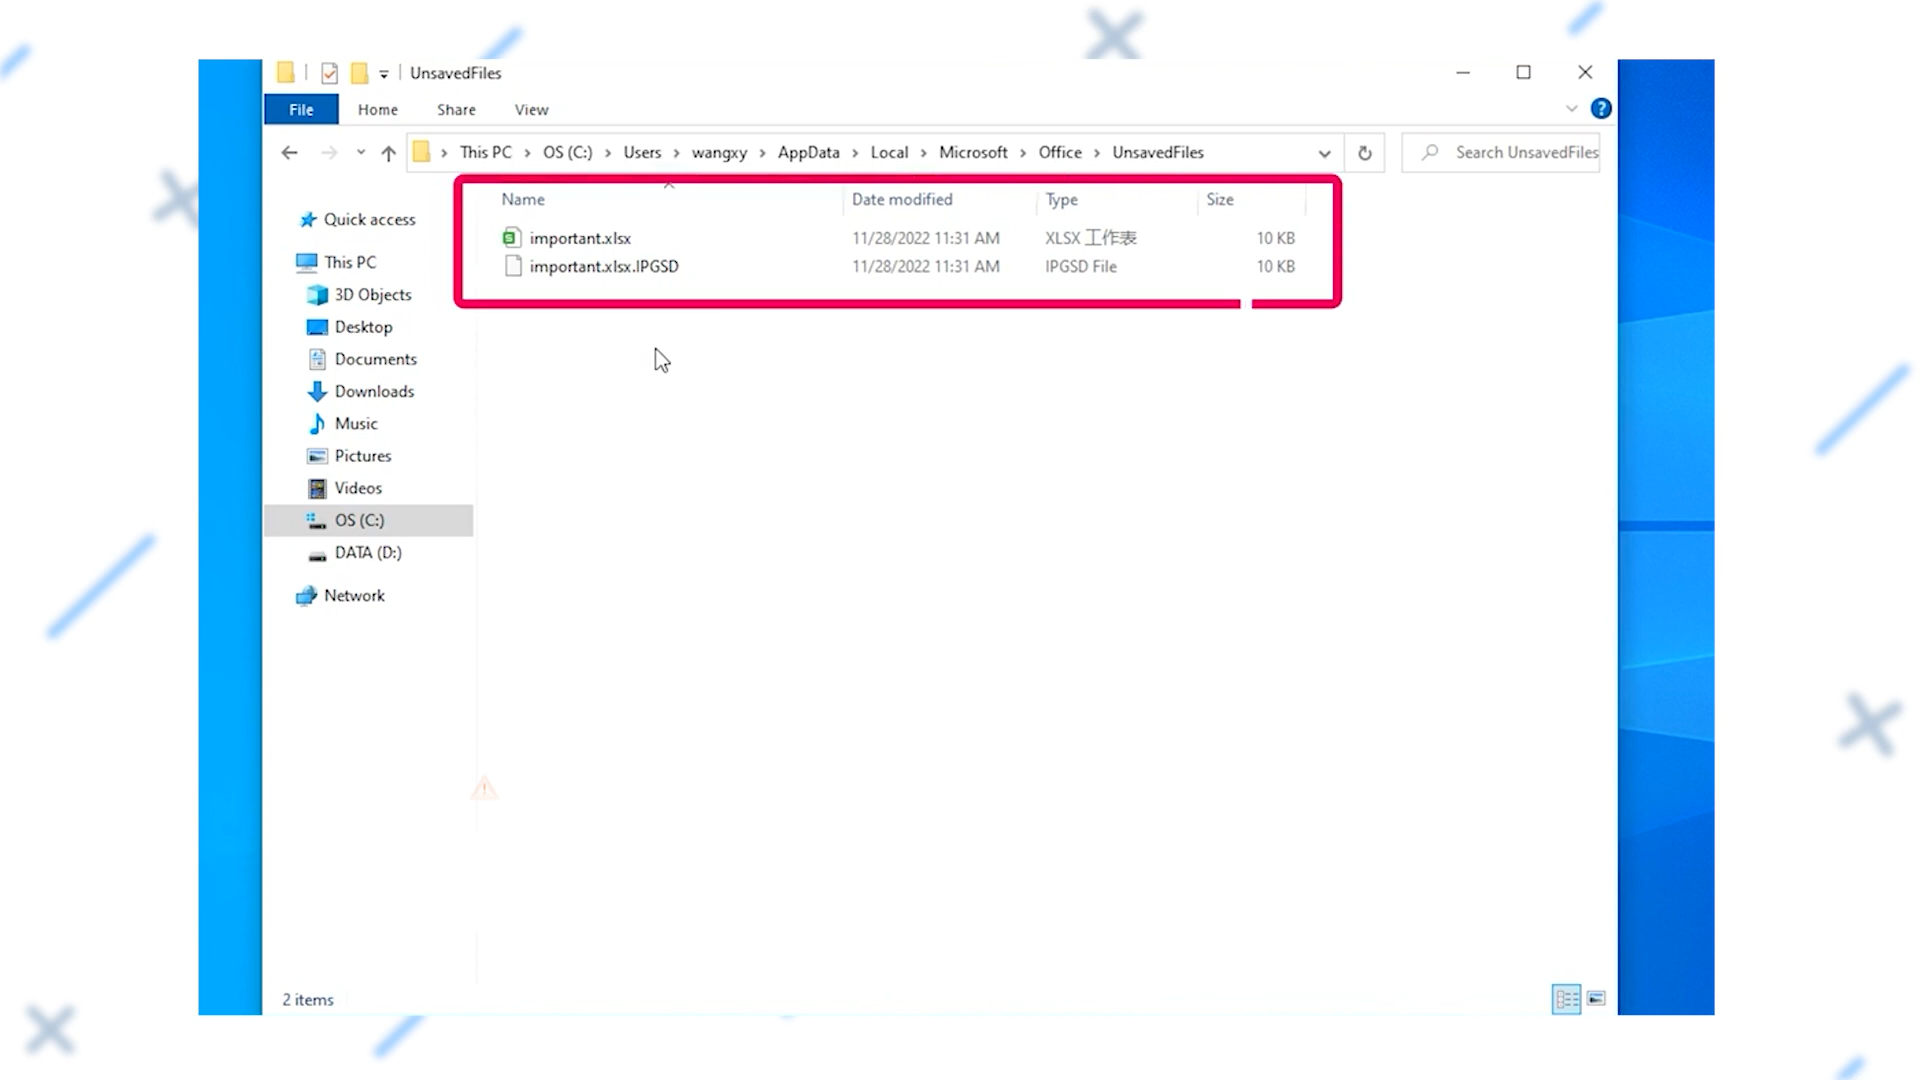 UnsavedFiles
File Home Share View
This PC OS (C:) Users wangxy AppData Local Microsoft Office UnsavedFiles Search UnsavedFiles
Name Date modified Type Size
important.xlsx 11/28/2022 11:31 AM XLSX 工作表 10 KB
important.xlsx.IPGSD 11/28/2022 11:31 AM IPGSD File 10 KB
Quick access
This PC
3D Objects
Desktop
Documents
Downloads
Music
Pictures
Videos
OS (C:)
DATA (D:)
Network
2 items